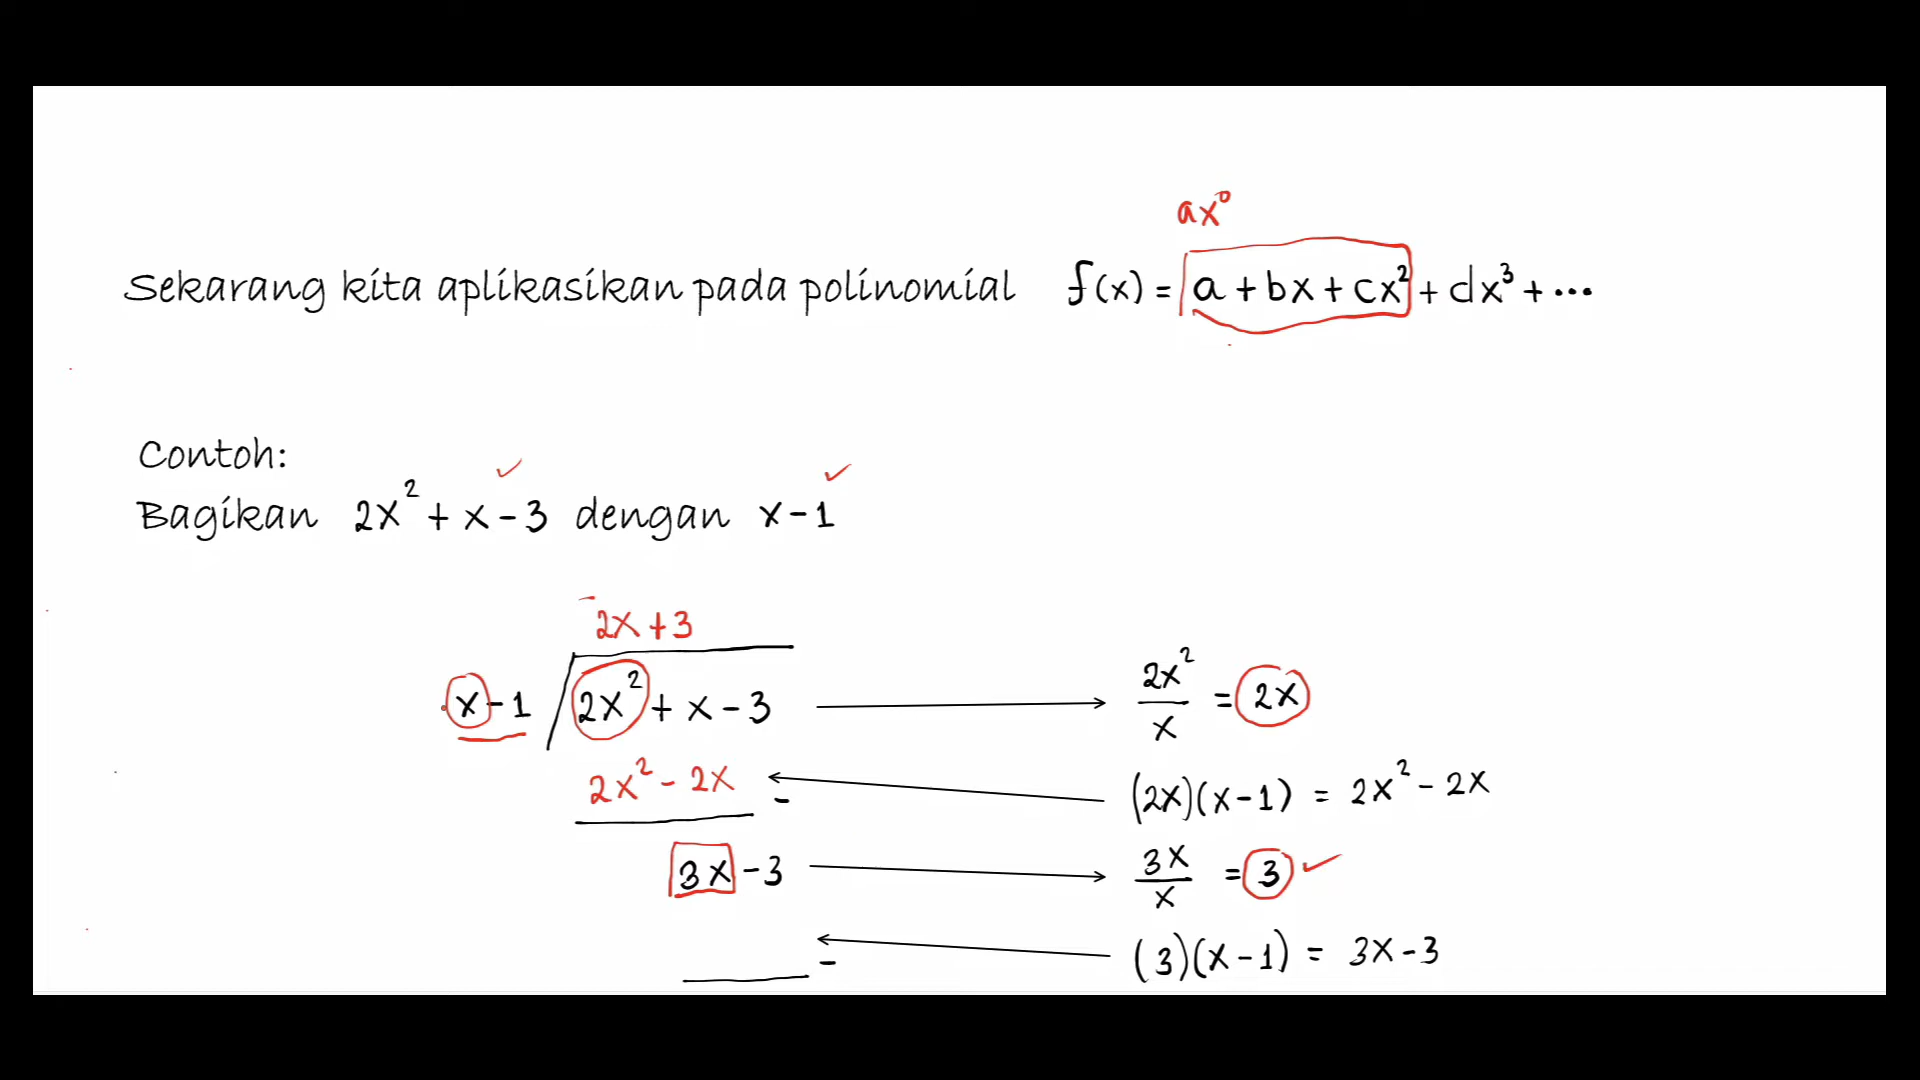 ax⁰
Sekarang kita aplikasikan pada polinomial f(x) = a + bx + cx² + dx³ + ...
Contoh:
Bagikan 2x² + x - 3 dengan x - 1
2x + 3
x - 1 2x² + x - 3 2x²/x = 2x
2x² - 2x - (2x)(x-1) = 2x² - 2x
3x - 3 3x/x = 3
- (3)(x-1) = 3x - 3